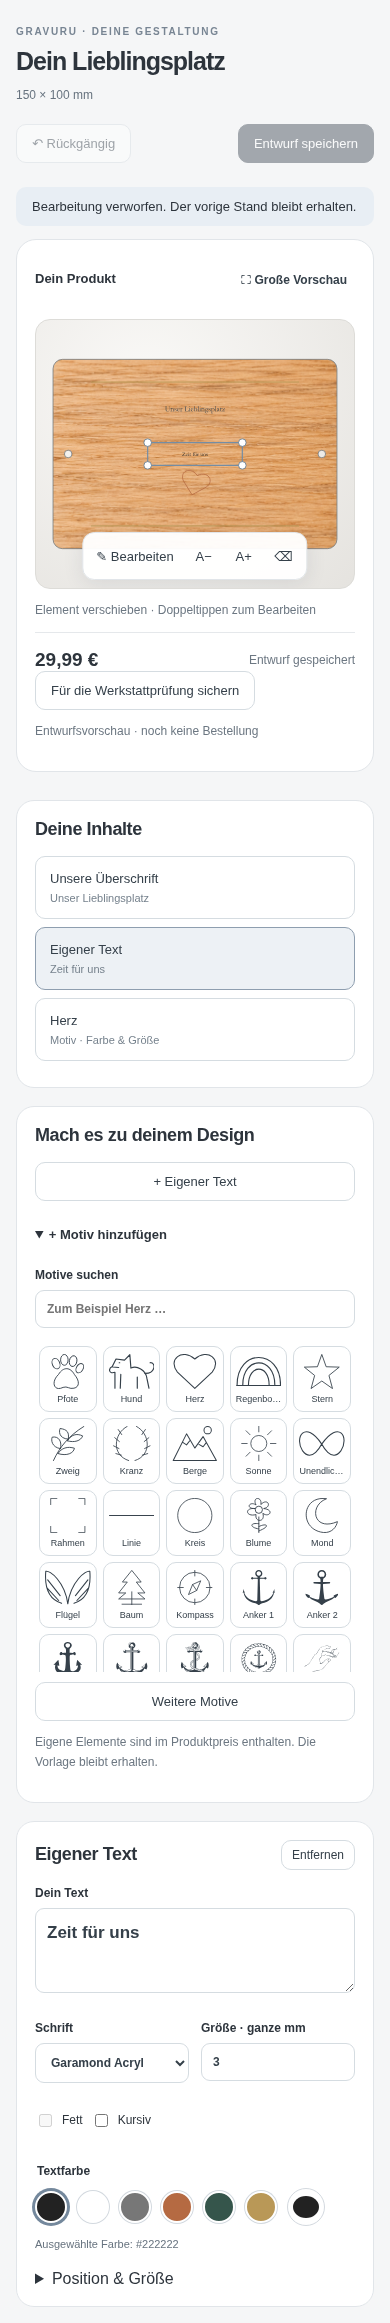 GRAVURU · DEINE GESTALTUNG
Dein Lieblingsplatz
150 × 100 mm
↶ Rückgängig
Entwurf speichern
Bearbeitung verworfen. Der vorige Stand bleibt erhalten.
Dein Produkt
⛶ Große Vorschau
Unser Lieblingsplatz
Zeit für uns
✎ Bearbeiten A− A+ ⌫
Element verschieben · Doppeltippen zum Bearbeiten
29,99 €
Entwurf gespeichert
Für die Werkstattprüfung sichern
Entwurfsvorschau · noch keine Bestellung
Deine Inhalte
Unsere Überschrift
Unser Lieblingsplatz
Eigener Text
Zeit für uns
Herz
Motiv · Farbe & Größe
Mach es zu deinem Design
+ Eigener Text
▼ + Motiv hinzufügen
Motive suchen
Zum Beispiel Herz …
Pfote Hund Herz Regenbo… Stern
Zweig Kranz Berge Sonne Unendlic…
Rahmen Linie Kreis Blume Mond
Flügel Baum Kompass Anker 1 Anker 2
Weitere Motive
Eigene Elemente sind im Produktpreis enthalten. Die
Vorlage bleibt erhalten.
Eigener Text
Entfernen
Dein Text
Zeit für uns
Schrift
Größe · ganze mm
Garamond Acryl
3
Fett Kursiv
Textfarbe
Ausgewählte Farbe: #222222
▶ Position & Größe